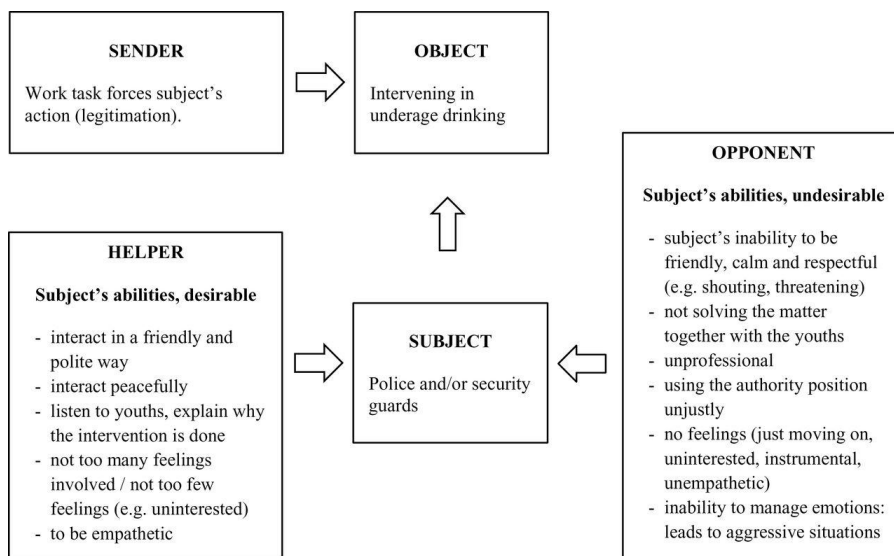 SENDER
Work task forces subject's
action (legitimation).
OBJECT
Intervening in
underage drinking
HELPER
Subject's abilities, desirable
- interact in a friendly and
polite way
- interact peacefully
- listen to youths, explain why
the intervention is done
- not too many feelings
involved / not too few
feelings (e.g. uninterested)
- to be empathetic
SUBJECT
Police and/or security
guards
OPPONENT
Subject's abilities, undesirable
- subject's inability to be
friendly, calm and respectful
(e.g. shouting, threatening)
- not solving the matter
together with the youths
- unprofessional
- using the authority position
unjustly
- no feelings (just moving on,
uninterested, instrumental,
unempathetic)
- inability to manage emotions:
leads to aggressive situations